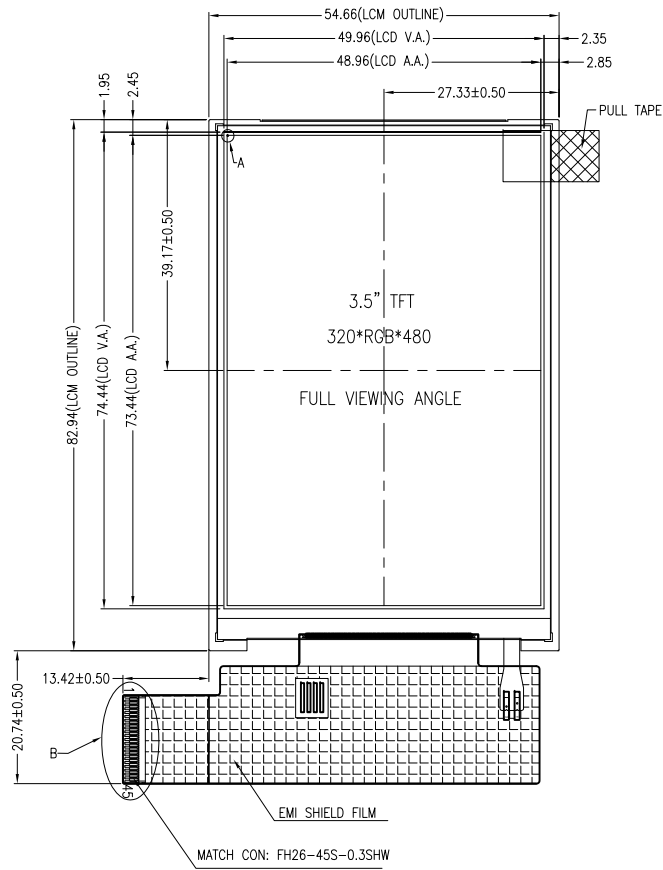 54.66(LCM OUTLINE)
49.96(LCD V.A.)
2.35
48.96(LCD A.A.)
2.85
1.95
2.45
27.33±0.50
PULL TAPE
A
39.17±0.50
3.5" TFT
320*RGB*480
FULL VIEWING ANGLE
82.94(LCM OUTLINE)
74.44(LCD V.A.)
73.44(LCD A.A.)
13.42±0.50
20.74±0.50
1
B
45
EMI SHIELD FILM
MATCH CON: FH26-45S-0.3SHW